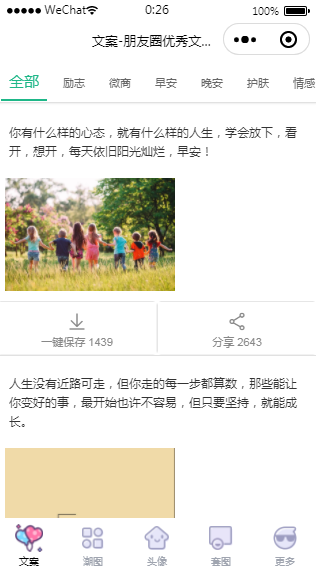 WeChat 0:26 100%
文案-朋友圈优秀文...
全部 励志 微商 早安 晚安 护肤 情感
你有什么样的心态，就有什么样的人生，学会放下，看
开，想开，每天依旧阳光灿烂，早安！
一键保存 1439 分享 2643
人生没有近路可走，但你走的每一步都算数，那些能让
你变好的事，最开始也许不容易，但只要坚持，就能成
长。
文案 潮图 头像 套图 更多